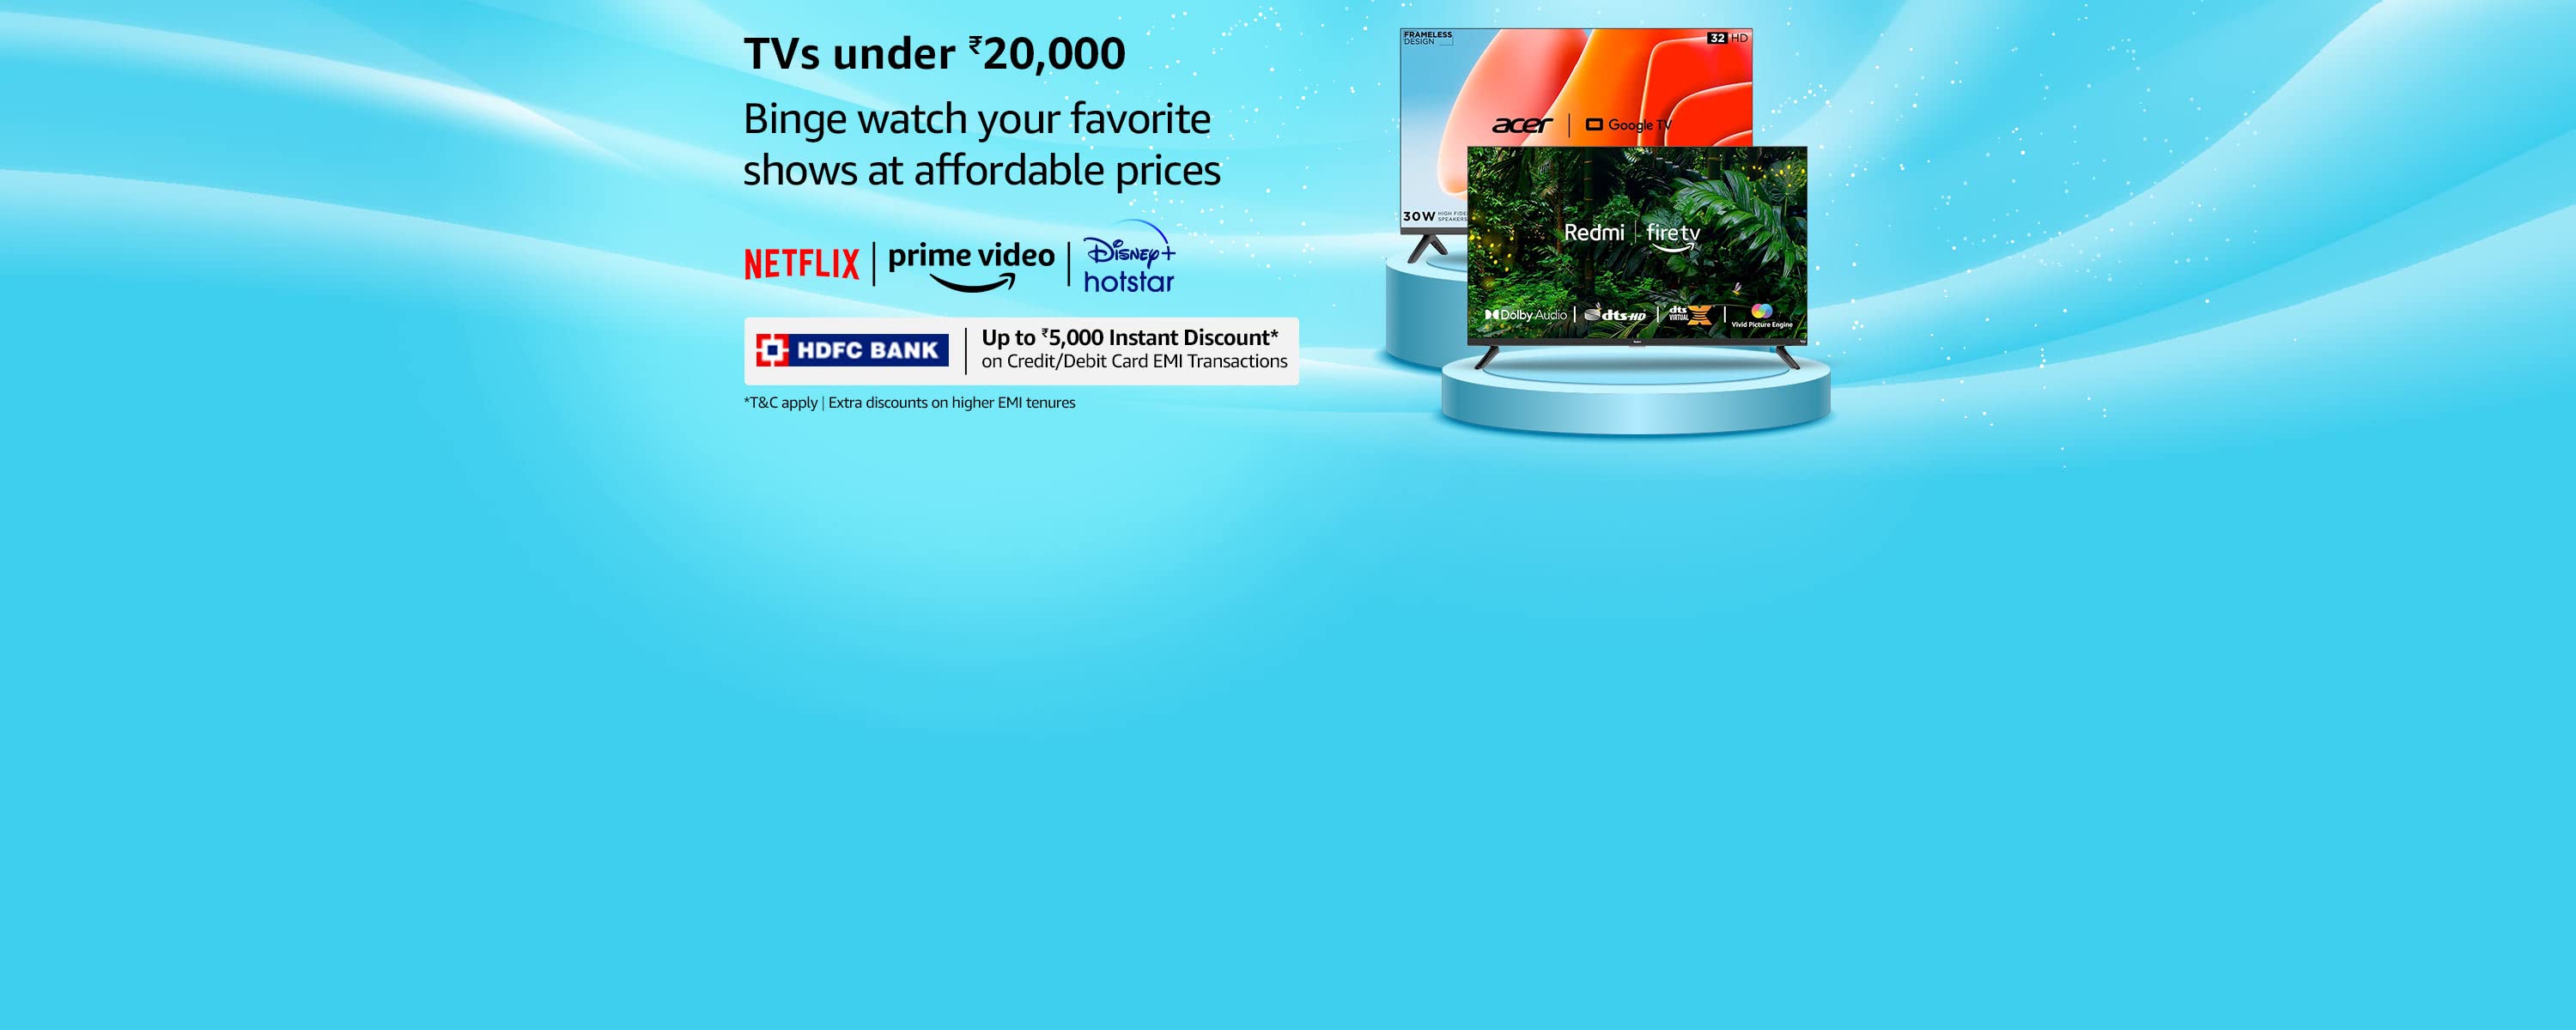 TVs under ₹20,000
Binge watch your favorite
shows at affordable prices
NETFLIX | prime video | Disney+ hotstar
HDFC BANK | Up to ₹5,000 Instant Discount*
on Credit/Debit Card EMI Transactions
*T&C apply | Extra discounts on higher EMI tenures
FRAMELESS
DESIGN
32 HD
acer | Google TV
30W HIGH
SPEAKERS
Redmi | fire tv
Dolby Audio | dts-HD | dts VIRTUAL X | Vivid Picture Engine